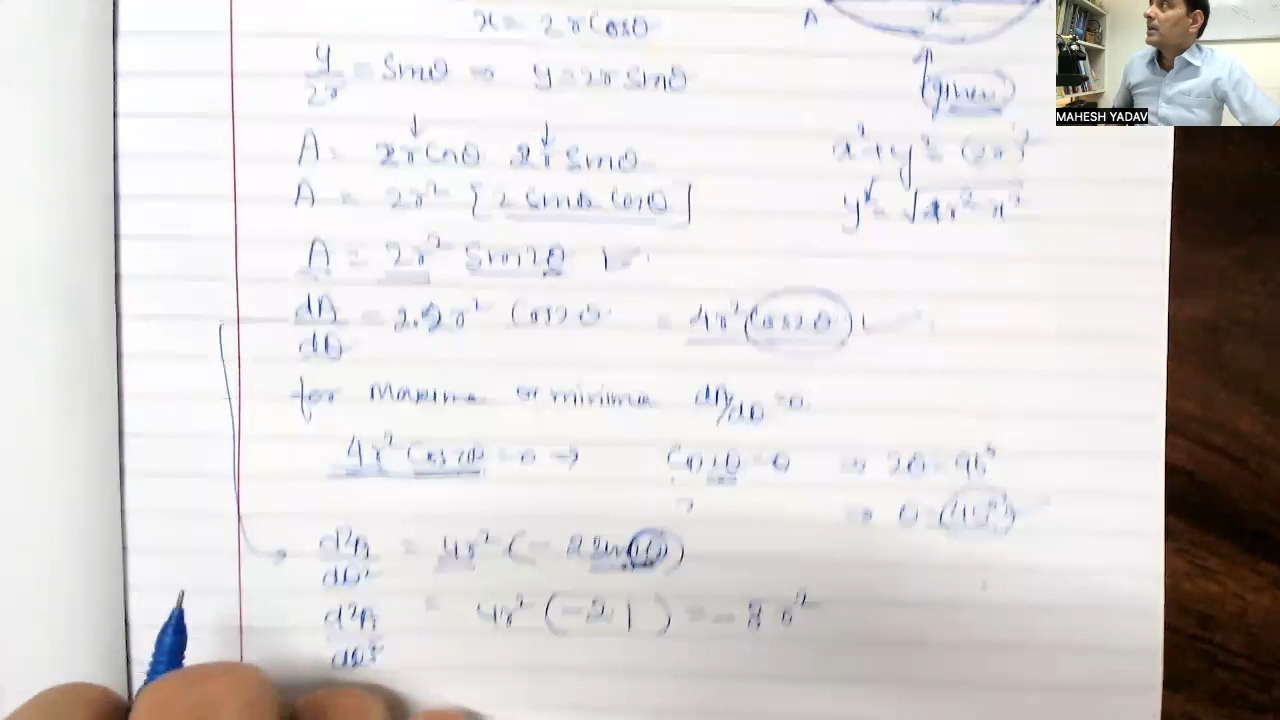 x = 2r Cosθ
A
x
MAHESH YADAV
y/2r = Sinθ ⇒ y = 2r Sinθ
(given)
A = 2r Cosθ . 2r Sinθ
x² + y² = (2r)²
A = 2r² [2 Sinθ Cosθ]
y = √4r² - x²
A = 2r² Sin2θ
dA/dθ = 2.2r² Cos2θ = 4r² (Cos2θ)
for Maxima or minima dA/dθ = 0
4r² Cos2θ = 0 → Cos2θ = 0 ⇒ 2θ = 90°
⇒ θ = (45°)
d²A/dθ² = 4r² (- 2 Sin2θ)
d²A/dθ² = 4r² (-2.1) = - 8r²